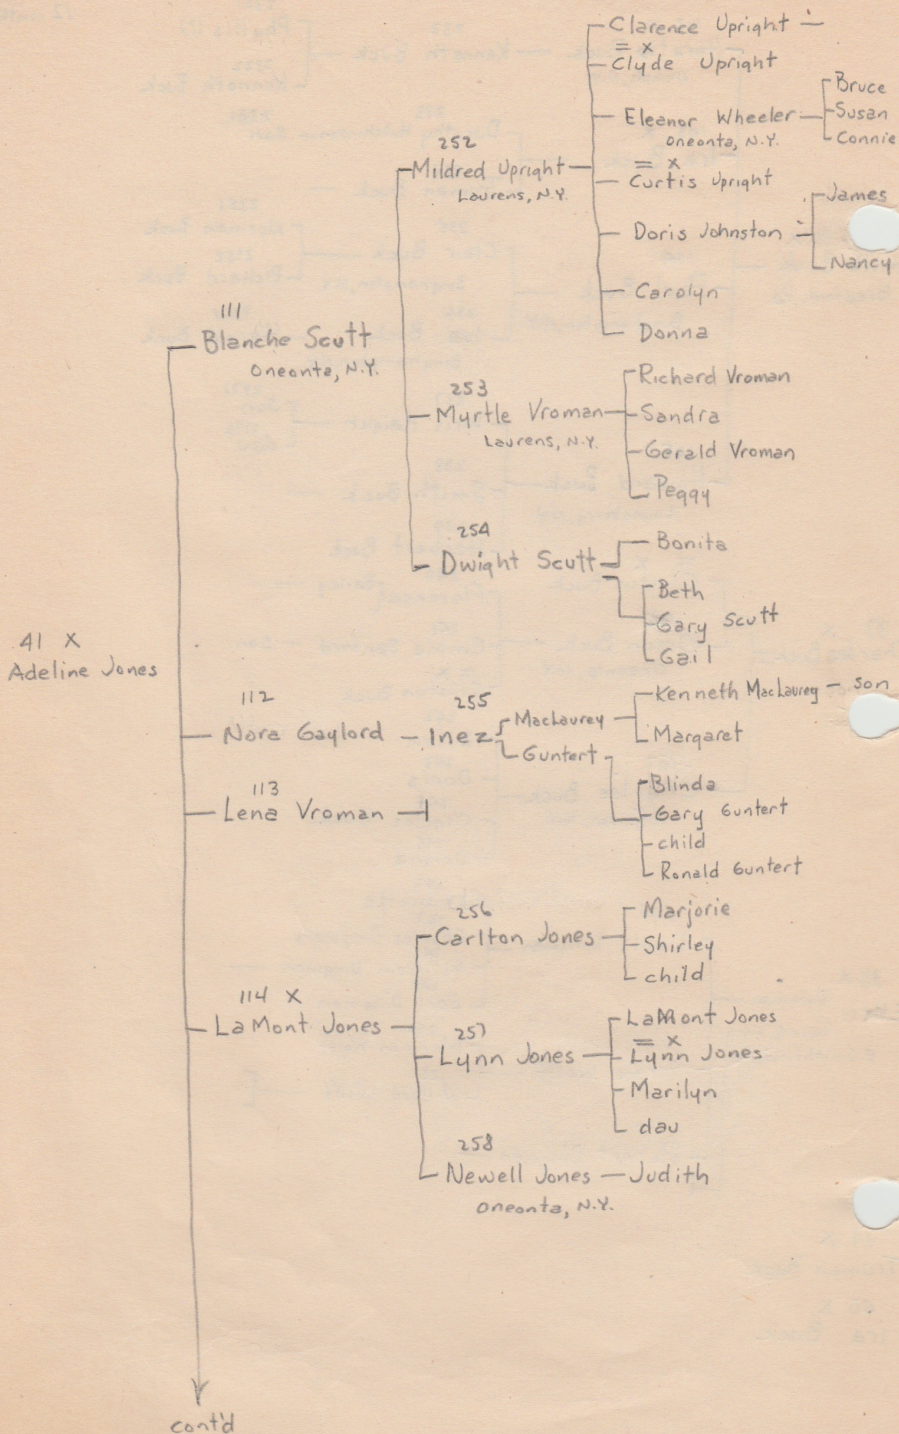 Clarence Upright ∸
= x
Clyde Upright
Eleanor Wheeler
Oneonta, N.Y.
Bruce
Susan
Connie
252
Mildred Upright
Laurens, N.Y.
= x
Curtis Upright
Doris Johnston
James
Nancy
Carolyn
Donna
111
Blanche Scutt
Oneonta, N.Y.
253
Myrtle Vroman
Laurens, N.Y.
Richard Vroman
Sandra
Gerald Vroman
Peggy
254
Dwight Scutt =
Bonita
Beth
Gary Scutt
Gail
41 X
Adeline Jones
112
Nora Gaylord
255
Inez
MacLaurey
Guntert
Kenneth MacLaurey - son
Margaret
Blinda
Gary Guntert
child
Ronald Guntert
113
Lena Vroman
114 X
LaMont Jones
256
Carlton Jones
Marjorie
Shirley
child
257
Lynn Jones
LaMont Jones
= x
Lynn Jones
Marilyn
dau
258
Newell Jones - Judith
Oneonta, N.Y.
cont'd